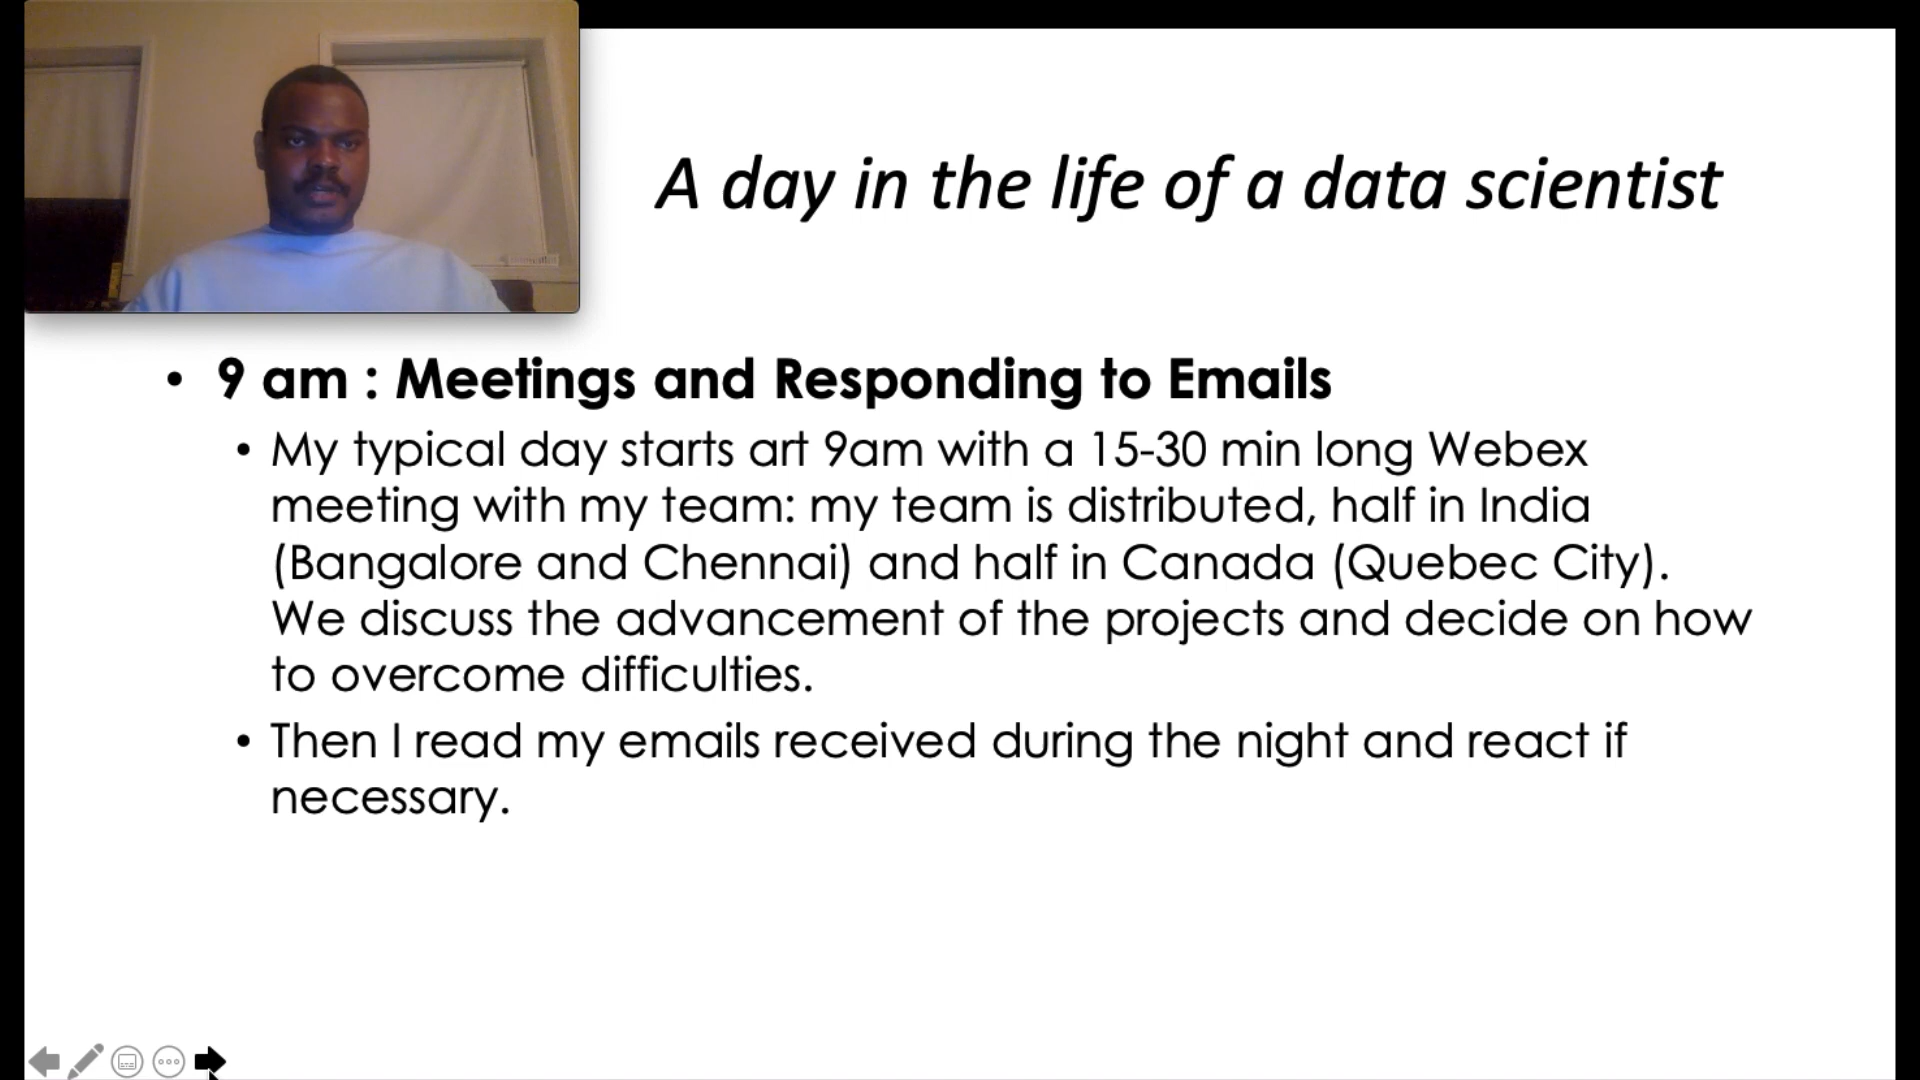 A day in the life of a data scientist
• 9 am : Meetings and Responding to Emails
• My typical day starts art 9am with a 15-30 min long Webex
meeting with my team: my team is distributed, half in India
(Bangalore and Chennai) and half in Canada (Quebec City).
We discuss the advancement of the projects and decide on how
to overcome difficulties.
• Then I read my emails received during the night and react if
necessary.